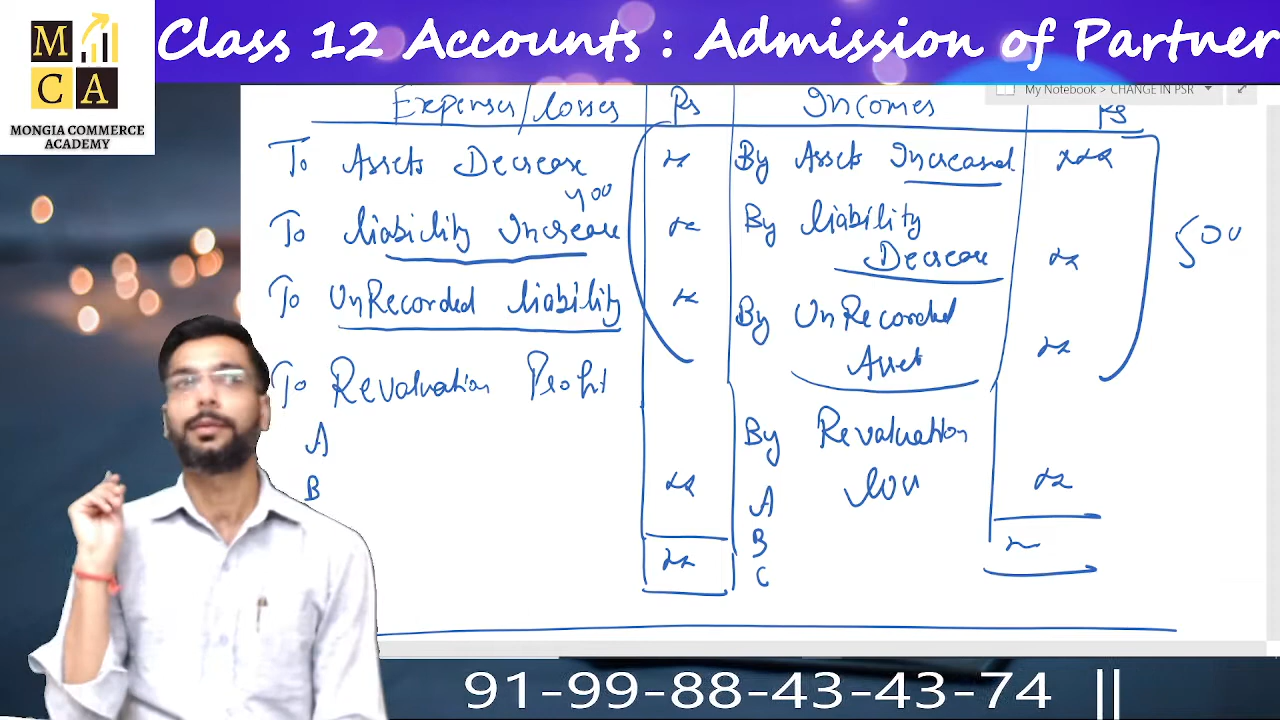 M
C A
MONGIA COMMERCE
ACADEMY
Class 12 Accounts : Admission of Partner
My Notebook > CHANGE IN PSR
Expenses/losses Rs Incomes Rs
To Assets Decrease xx By Assets Increased xxx
400
To liability Increase xx By liability
Decrease xx
500
To UnRecorded liability xx By UnRecorded
Asset xx
To Revaluation Profit
A
By Revaluation
loss xx
B xx A
B
xx C
91-99-88-43-43-74 ||